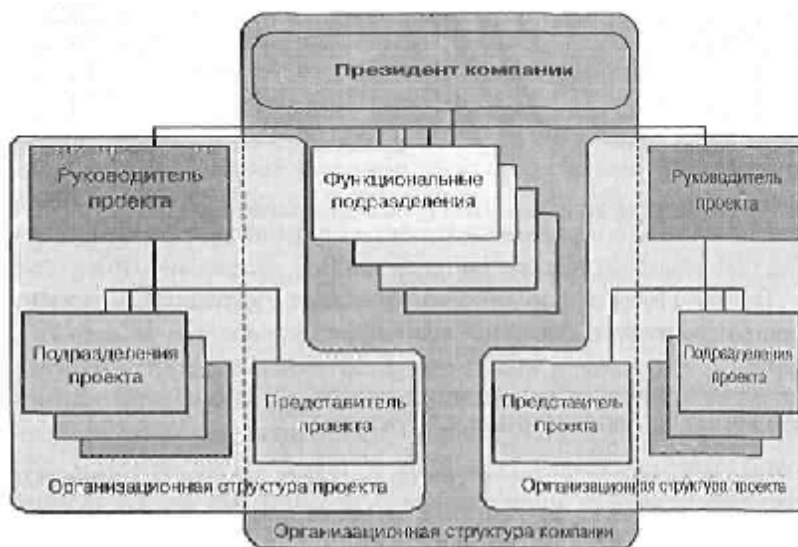 Президент компании
Руководитель
проекта
Функциональные
подразделения
Руководитель
проекта
Подразделения
проекта
Представитель
проекта
Представитель
проекта
Подразделения
проекта
Организационная структура проекта
Организационная структура проекта
Организационная структура компании